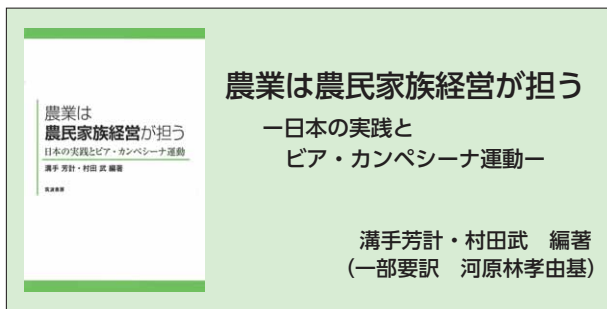 農業は
農民家族経営が担う
日本の実践とビア・カンペシーナ運動
溝手 芳計・村田 武 編著
筑波書房
農業は農民家族経営が担う
ー日本の実践と
ビア・カンペシーナ運動ー
溝手芳計・村田武 編著
(一部要訳 河原林孝由基)